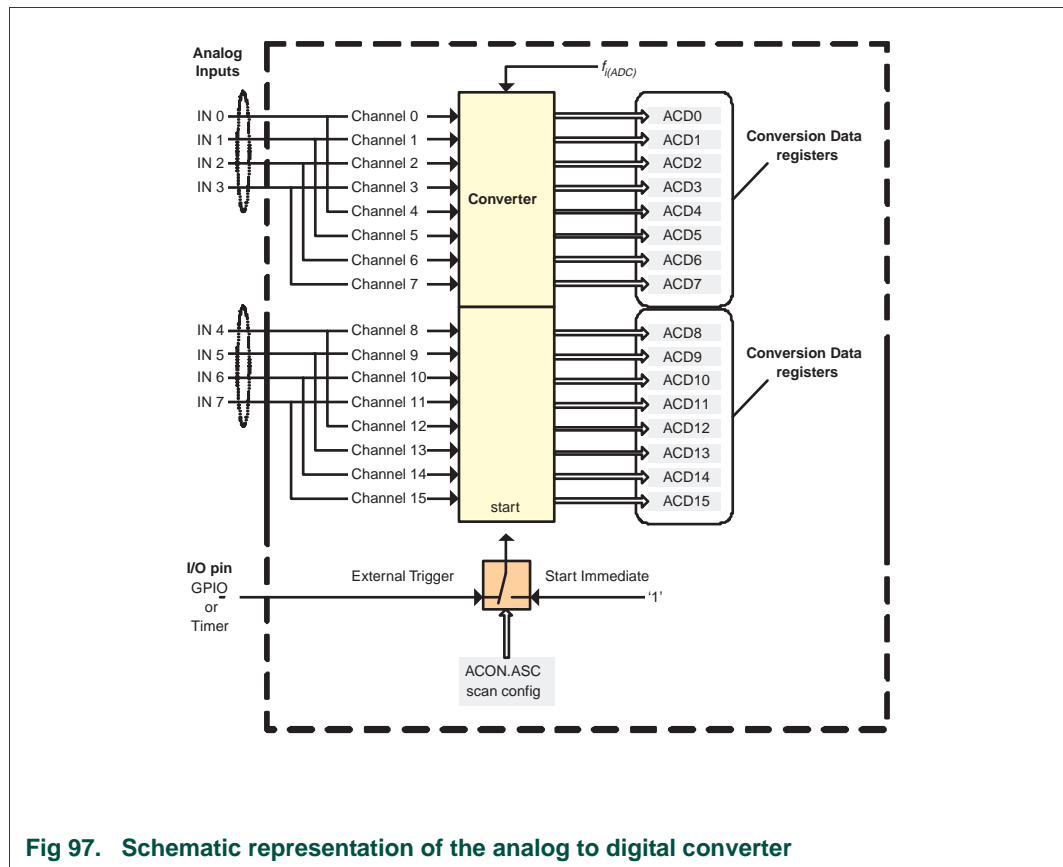 Analog
Inputs
f_i(ADC)
IN 0
IN 1
IN 2
IN 3
Channel 0
Channel 1
Channel 2
Channel 3
Channel 4
Channel 5
Channel 6
Channel 7
Converter
ACD0
ACD1
ACD2
ACD3
ACD4
ACD5
ACD6
ACD7
Conversion Data
registers
IN 4
IN 5
IN 6
IN 7
Channel 8
Channel 9
Channel 10
Channel 11
Channel 12
Channel 13
Channel 14
Channel 15
start
ACD8
ACD9
ACD10
ACD11
ACD12
ACD13
ACD14
ACD15
Conversion Data
registers
I/O pin
GPIO
or
Timer
External Trigger
Start Immediate
‘1’
ACON.ASC
scan config
Fig 97. Schematic representation of the analog to digital converter